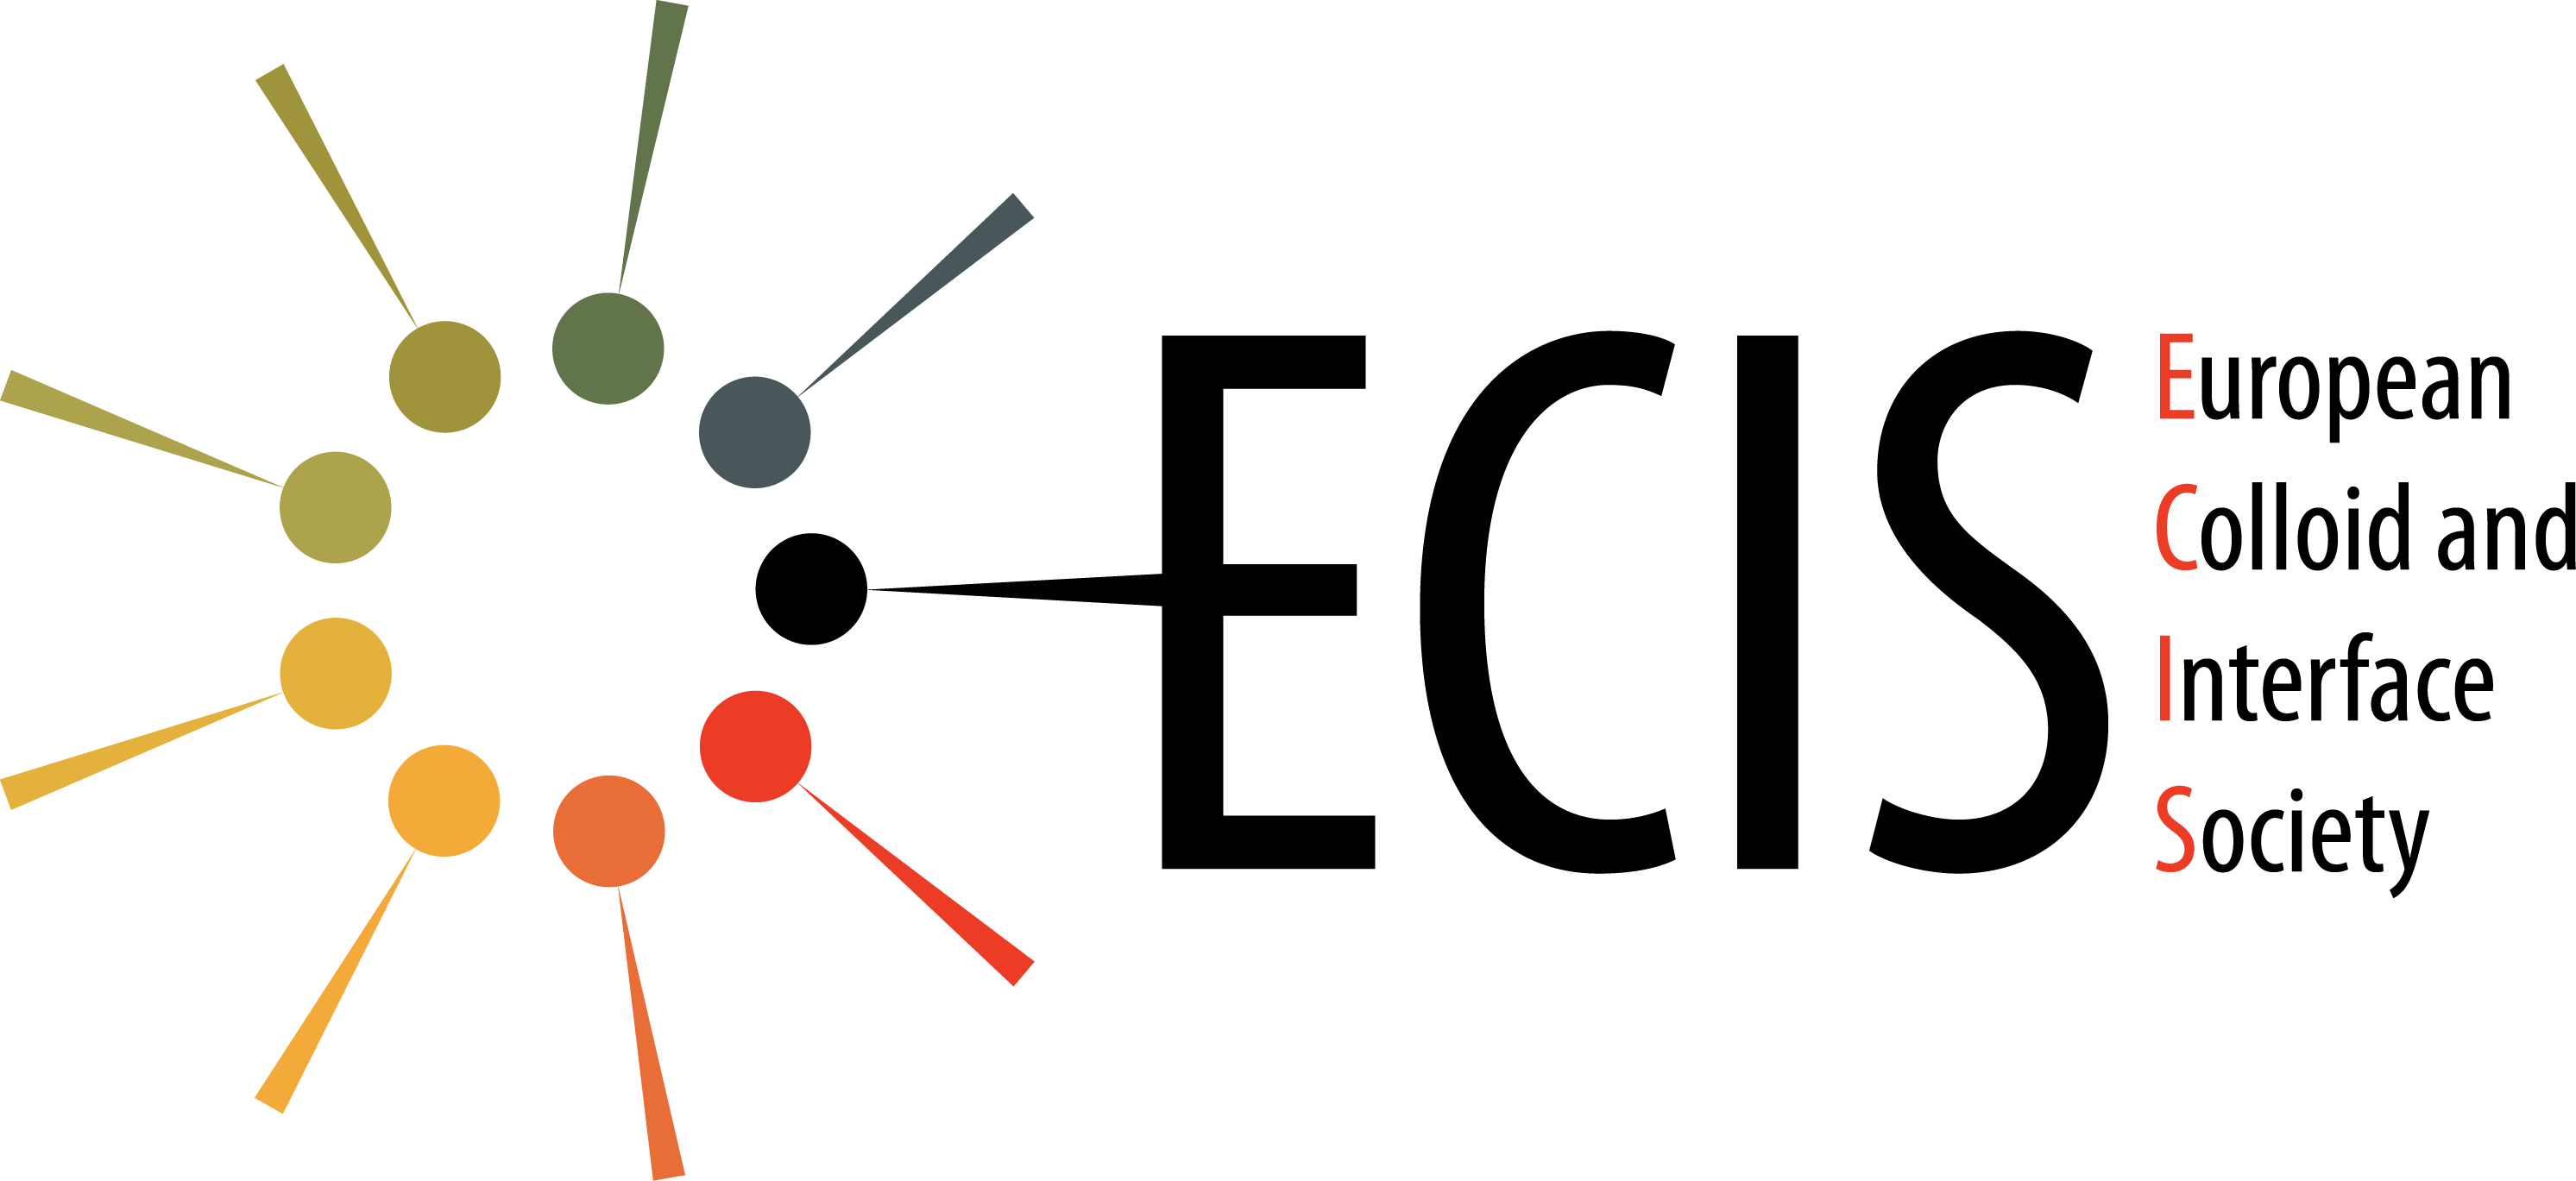 ECIS
European
Colloid and
Interface
Society